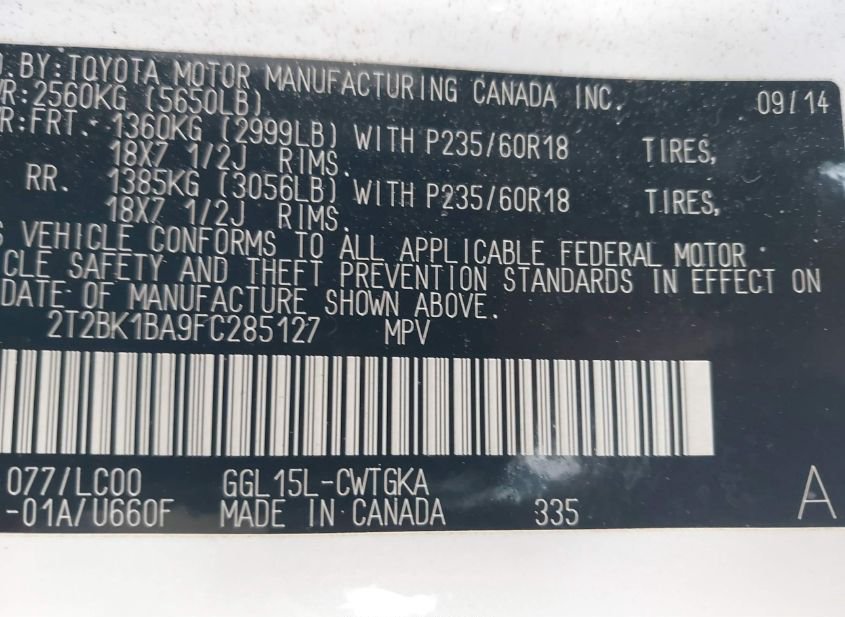 . BY: TOYOTA MOTOR MANUFACTURING CANADA INC. 09/14
R: 2560KG (5650LB)
R: FRT. 1360KG (2999LB) WITH P235/60R18 TIRES,
18X7 1/2J RIMS.
RR. 1385KG (3056LB) WITH P235/60R18 TIRES,
18X7 1/2J RIMS.
S VEHICLE CONFORMS TO ALL APPLICABLE FEDERAL MOTOR
CLE SAFETY AND THEFT PREVENTION STANDARDS IN EFFECT ON
DATE OF MANUFACTURE SHOWN ABOVE.
2T2BK1BA9FC285127 MPV
077/LC00 GGL15L-CWTGKA A
-01A/U660F MADE IN CANADA 335